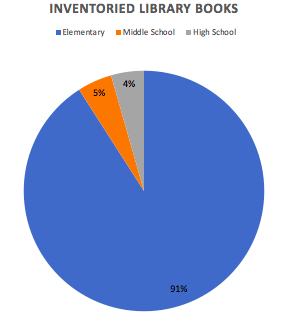 INVENTORIED LIBRARY BOOKS
Elementary Middle School High School
4%
5%
91%